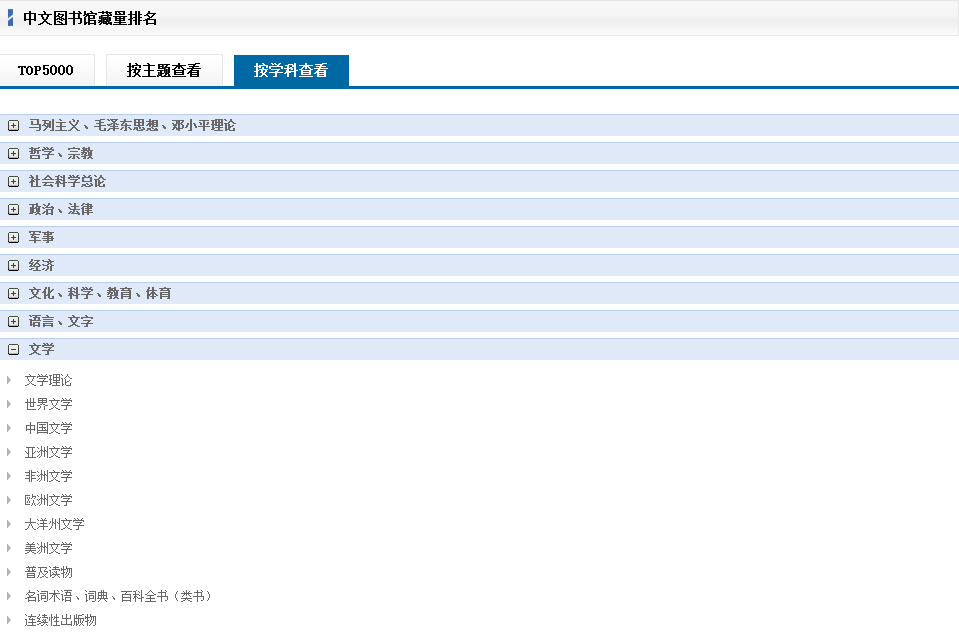 中文图书馆藏量排名
TOP5000
按主题查看
按学科查看
马列主义、毛泽东思想、邓小平理论
哲学、宗教
社会科学总论
政治、法律
军事
经济
文化、科学、教育、体育
语言、文字
文学
文学理论
世界文学
中国文学
亚洲文学
非洲文学
欧洲文学
大洋州文学
美洲文学
普及读物
名词术语、词典、百科全书（类书）
连续性出版物